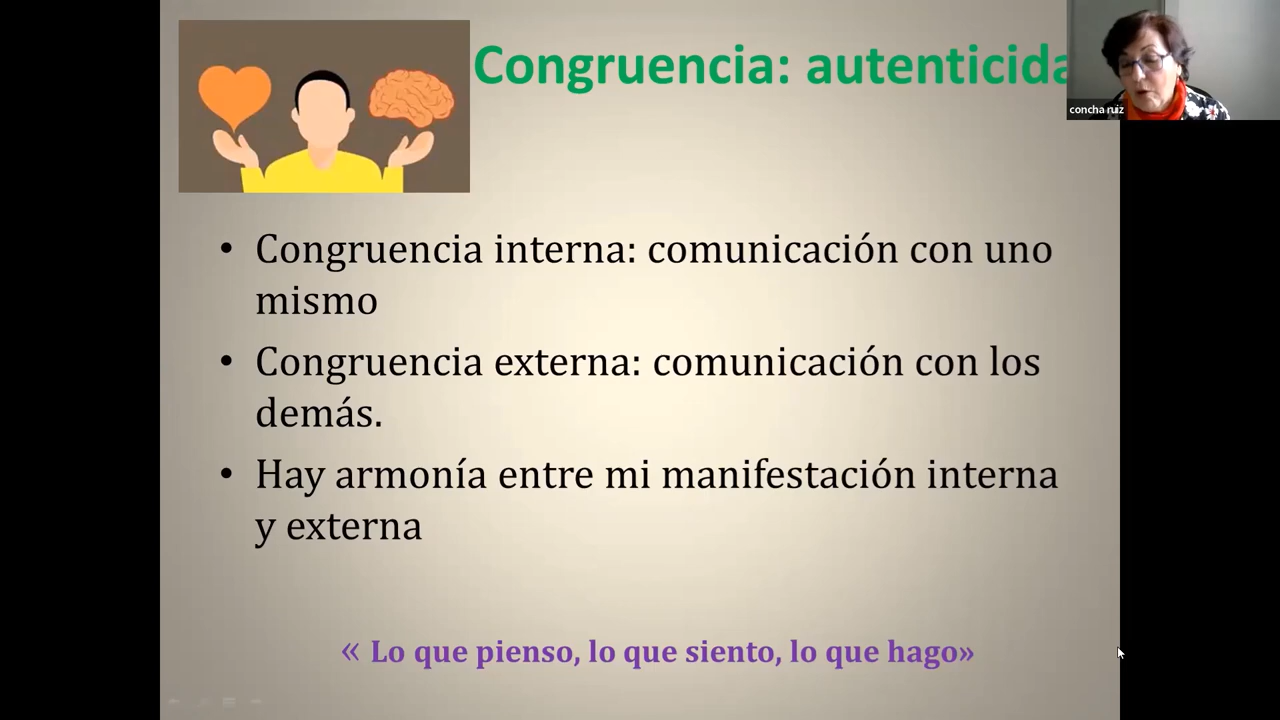 Congruencia: autenticida
concha ruiz
• Congruencia interna: comunicación con uno
mismo
• Congruencia externa: comunicación con los
demás.
• Hay armonía entre mi manifestación interna
y externa
« Lo que pienso, lo que siento, lo que hago»